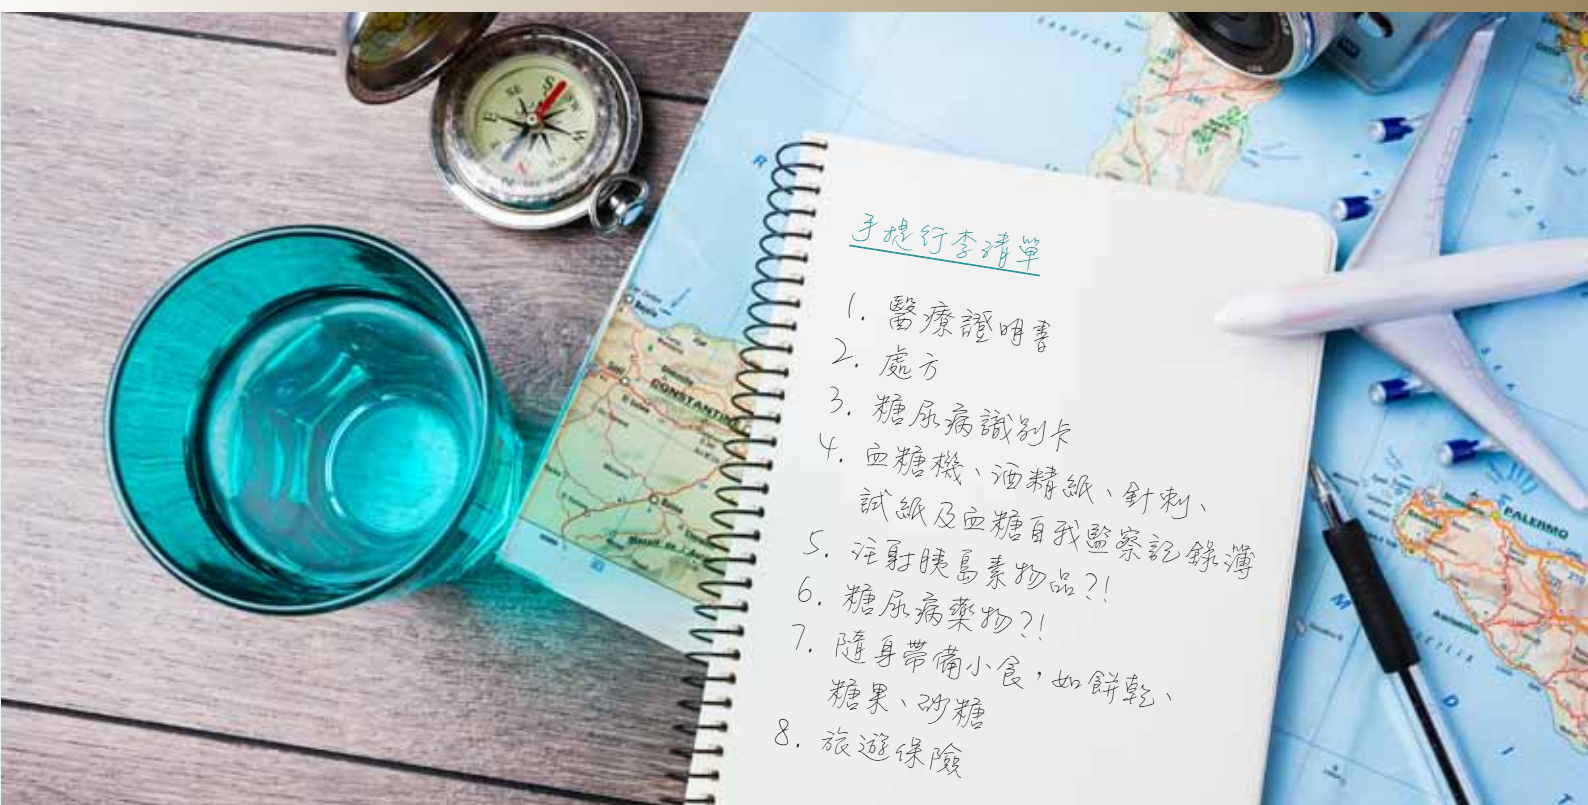 手提行李清單
1. 醫療證明書
2. 處方
3. 糖尿病識別卡
4. 血糖機、酒精紙、針刺、
試紙及血糖自我監察記錄簿
5. 注射胰島素物品?!
6. 糖尿病藥物?!
7. 隨身帶備小食，如餅乾、
糖果、砂糖
8. 旅遊保險
CONSTANTINE
PALERMO